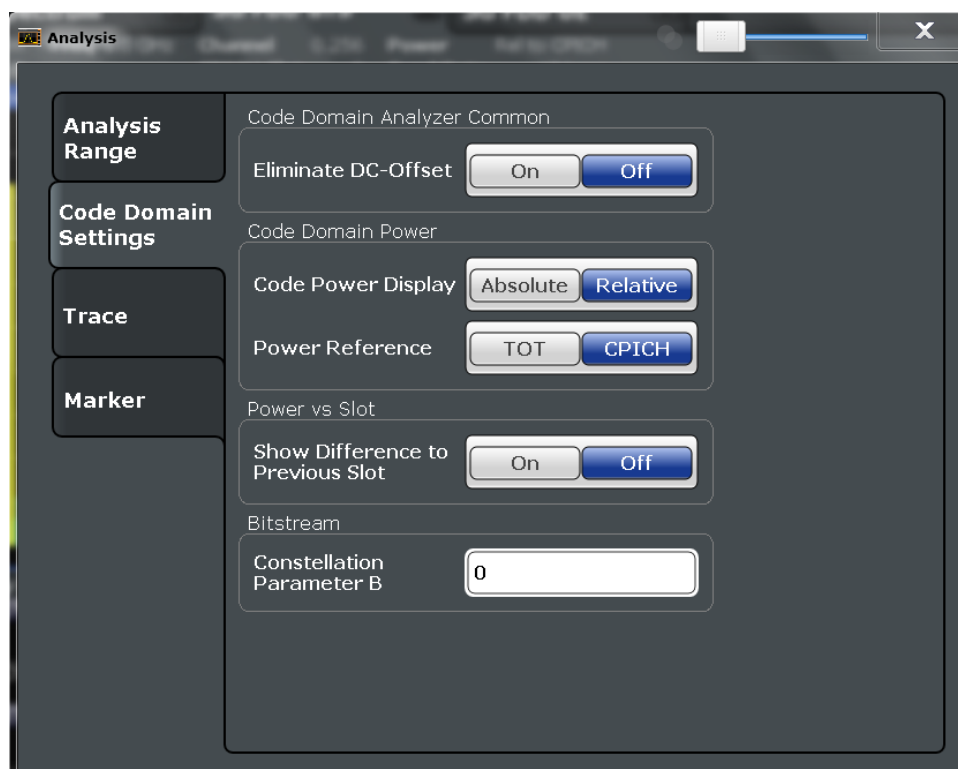 Analysis
X
Analysis
Range
Code Domain
Settings
Trace
Marker
Code Domain Analyzer Common
Eliminate DC-Offset On Off
Code Domain Power
Code Power Display Absolute Relative
Power Reference TOT CPICH
Power vs Slot
Show Difference to
Previous Slot
On Off
Bitstream
Constellation
Parameter B
0